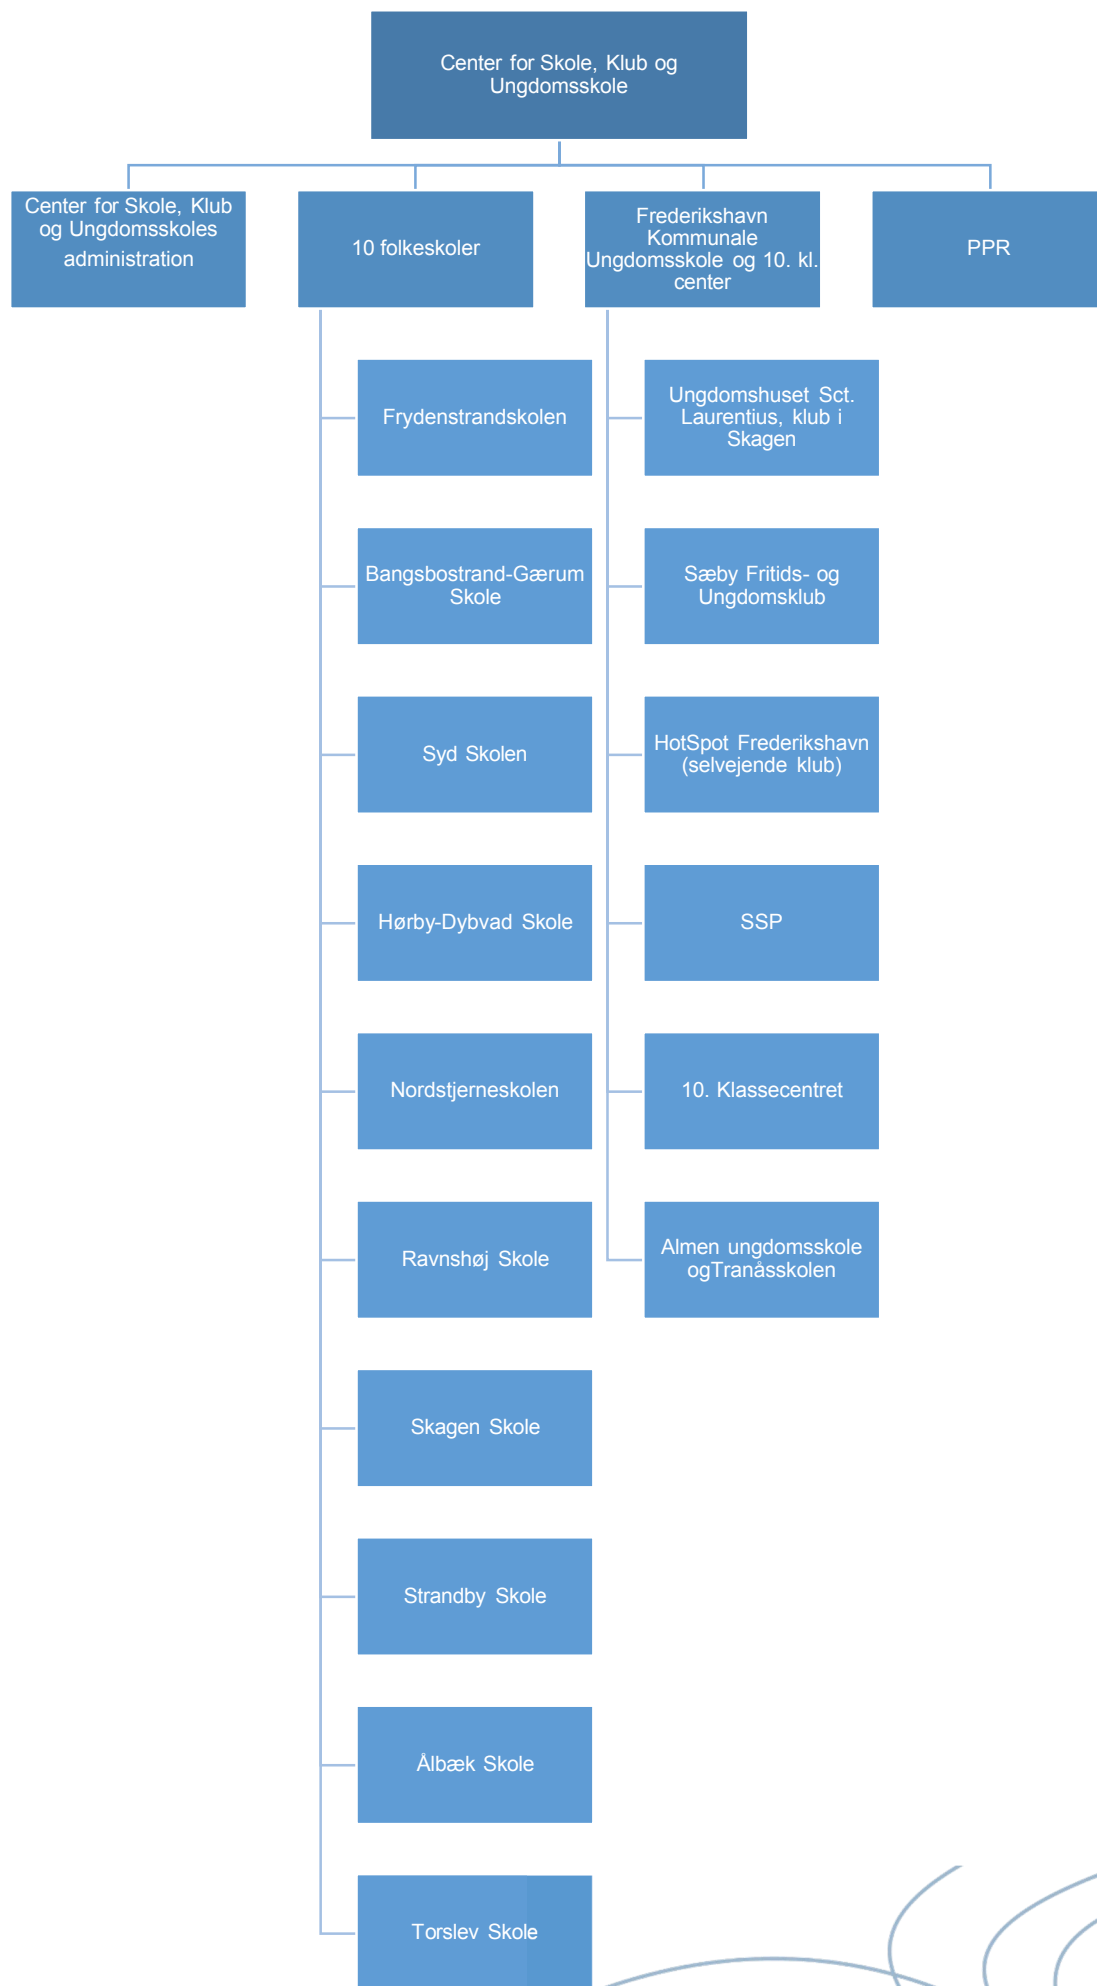 Center for Skole, Klub og
Ungdomsskole
Center for Skole, Klub
og Ungdomsskoles
administration
10 folkeskoler
Frederikshavn
Kommunale
Ungdomsskole og 10. kl.
center
PPR
Frydenstrandskolen
Bangsbostrand-Gærum
Skole
Syd Skolen
Hørby-Dybvad Skole
Nordstjerneskolen
Ravnshøj Skole
Skagen Skole
Strandby Skole
Ålbæk Skole
Torslev Skole
Ungdomshuset Sct.
Laurentius, klub i
Skagen
Sæby Fritids- og
Ungdomsklub
HotSpot Frederikshavn
(selvejende klub)
SSP
10. Klassecentret
Almen ungdomsskole
ogTranåsskolen